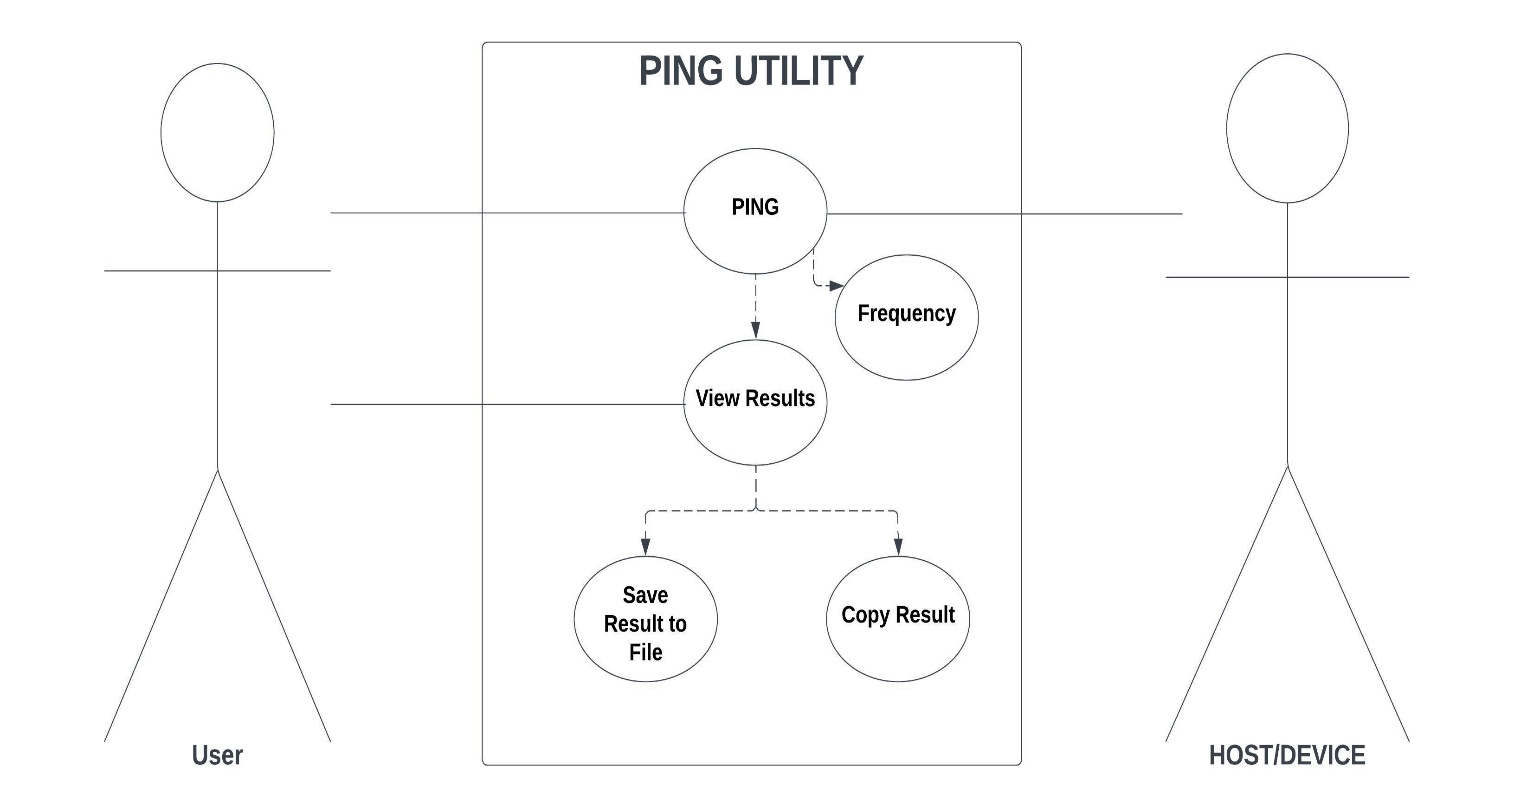 PING UTILITY
PING
Frequency
View Results
Save
Result to
File
Copy Result
User
HOST/DEVICE